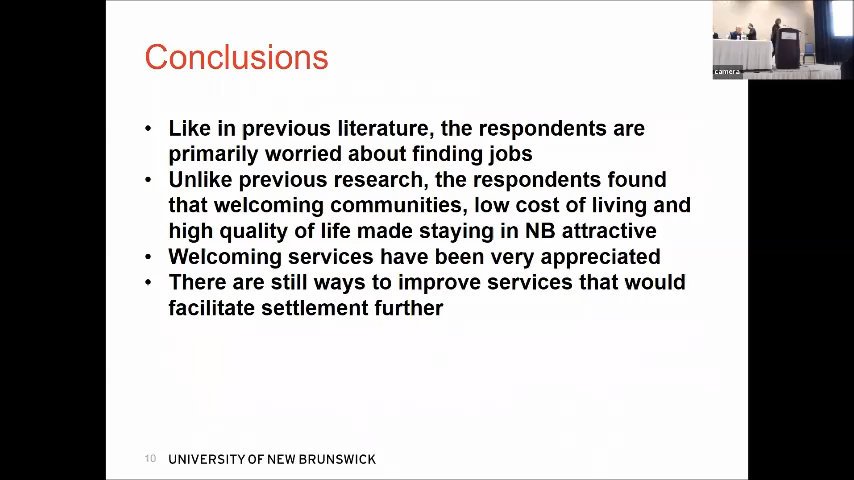 Conclusions
camera
• Like in previous literature, the respondents are
primarily worried about finding jobs
• Unlike previous research, the respondents found
that welcoming communities, low cost of living and
high quality of life made staying in NB attractive
• Welcoming services have been very appreciated
• There are still ways to improve services that would
facilitate settlement further
10 UNIVERSITY OF NEW BRUNSWICK